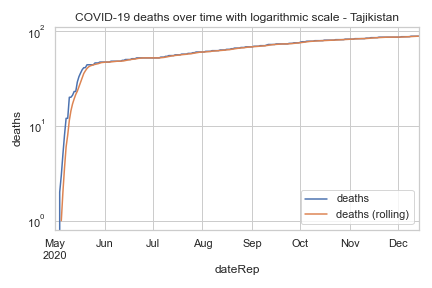 COVID-19 deaths over time with logarithmic scale - Tajikistan
deaths
10²
10¹
10⁰
May Jun Jul Aug Sep Oct Nov Dec
2020
dateRep
deaths
deaths (rolling)